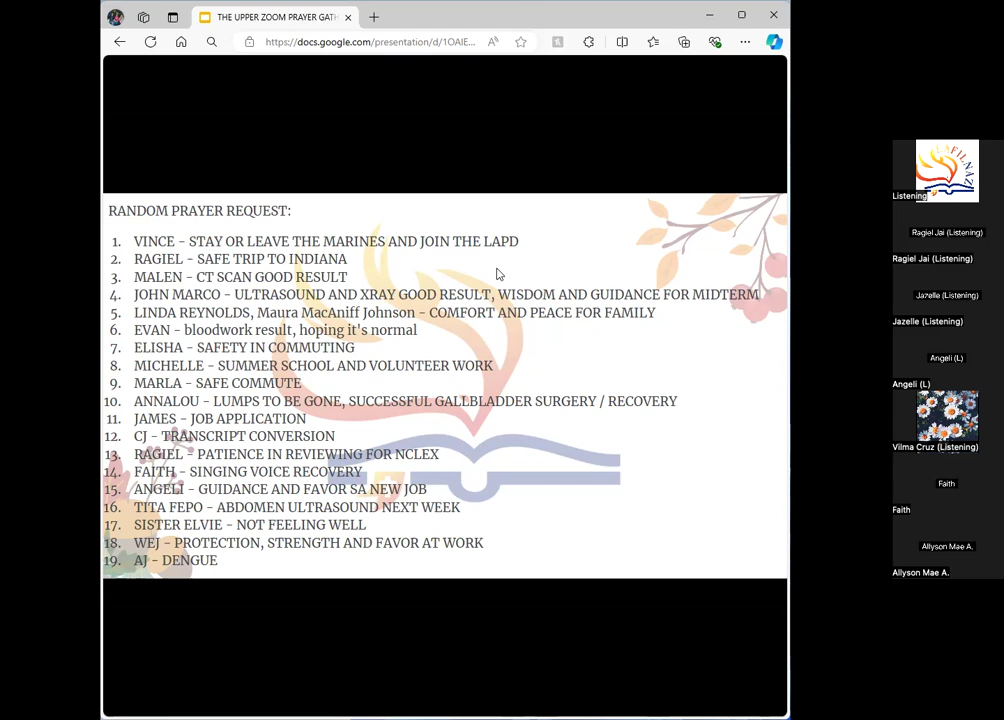 THE UPPER ZOOM PRAYER GATH
https://docs.google.com/presentation/d/1OAIE...
RANDOM PRAYER REQUEST:
1. VINCE - STAY OR LEAVE THE MARINES AND JOIN THE LAPD
2. RAGIEL - SAFE TRIP TO INDIANA
3. MALEN - CT SCAN GOOD RESULT
4. JOHN MARCO - ULTRASOUND AND XRAY GOOD RESULT, WISDOM AND GUIDANCE FOR MIDTERM
5. LINDA REYNOLDS, Maura MacAniff Johnson - COMFORT AND PEACE FOR FAMILY
6. EVAN - bloodwork result, hoping it's normal
7. ELISHA - SAFETY IN COMMUTING
8. MICHELLE - SUMMER SCHOOL AND VOLUNTEER WORK
9. MARLA - SAFE COMMUTE
10. ANNALOU - LUMPS TO BE GONE, SUCCESSFUL GALLBLADDER SURGERY / RECOVERY
11. JAMES - JOB APPLICATION
12. CJ - TRANSCRIPT CONVERSION
13. RAGIEL - PATIENCE IN REVIEWING FOR NCLEX
14. FAITH - SINGING VOICE RECOVERY
15. ANGELI - GUIDANCE AND FAVOR SA NEW JOB
16. TITA FEPO - ABDOMEN ULTRASOUND NEXT WEEK
17. SISTER ELVIE - NOT FEELING WELL
18. WEJ - PROTECTION, STRENGTH AND FAVOR AT WORK
19. AJ - DENGUE
Listening
Ragiel Jai (Listening)
Ragiel Jai (Listening)
Jazelle (Listening)
Jazelle (Listening)
Angeli (L)
Angeli (L)
Vilma Cruz (Listening)
Faith
Faith
Allyson Mae A.
Allyson Mae A.